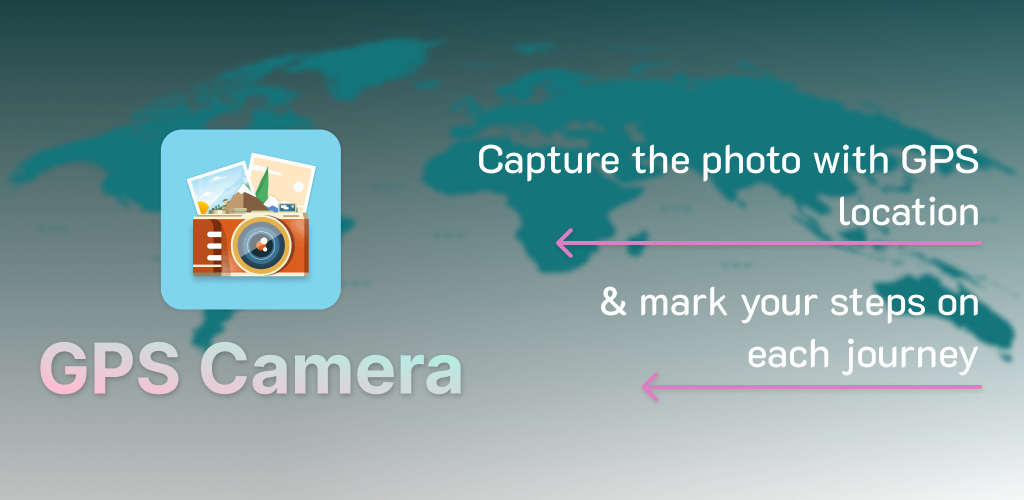 GPS Camera
Capture the photo with GPS
location
& mark your steps on
each journey